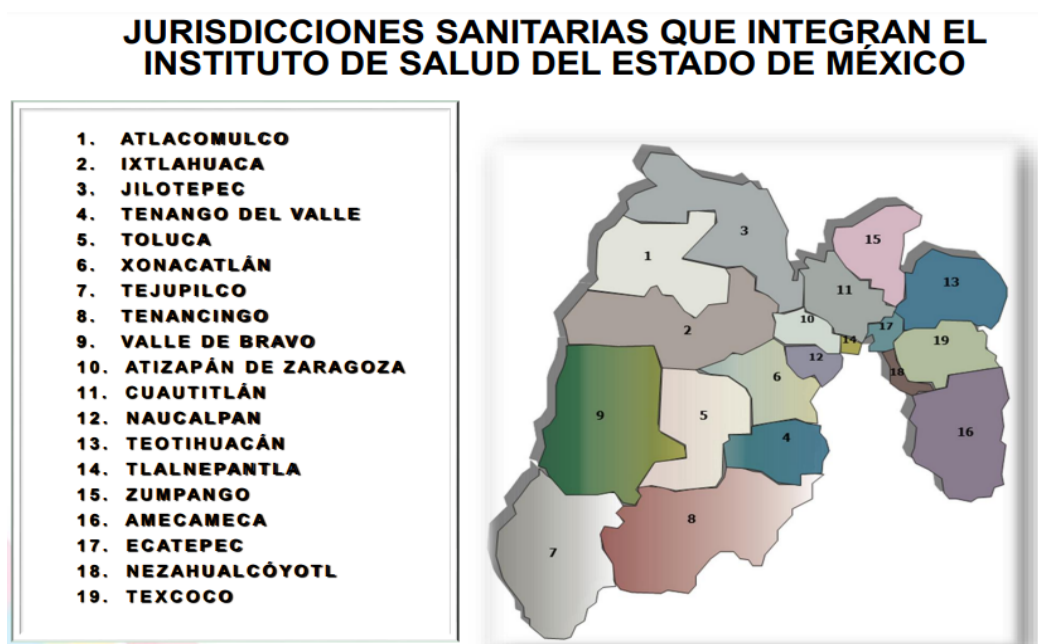 JURISDICCIONES SANITARIAS QUE INTEGRAN EL
INSTITUTO DE SALUD DEL ESTADO DE MÉXICO
1. ATLACOMULCO
2. IXTLAHUACA
3. JILOTEPEC
4. TENANGO DEL VALLE
5. TOLUCA
6. XONACATLÁN
7. TEJUPILCO
8. TENANCINGO
9. VALLE DE BRAVO
10. ATIZAPÁN DE ZARAGOZA
11. CUAUTITLÁN
12. NAUCALPAN
13. TEOTIHUACÁN
14. TLALNEPANTLA
15. ZUMPANGO
16. AMECAMECA
17. ECATEPEC
18. NEZAHUALCÓYOTL
19. TEXCOCO
3
15
1
13
11
10
17
2
14
19
12
18
6
9
5
16
4
8
7